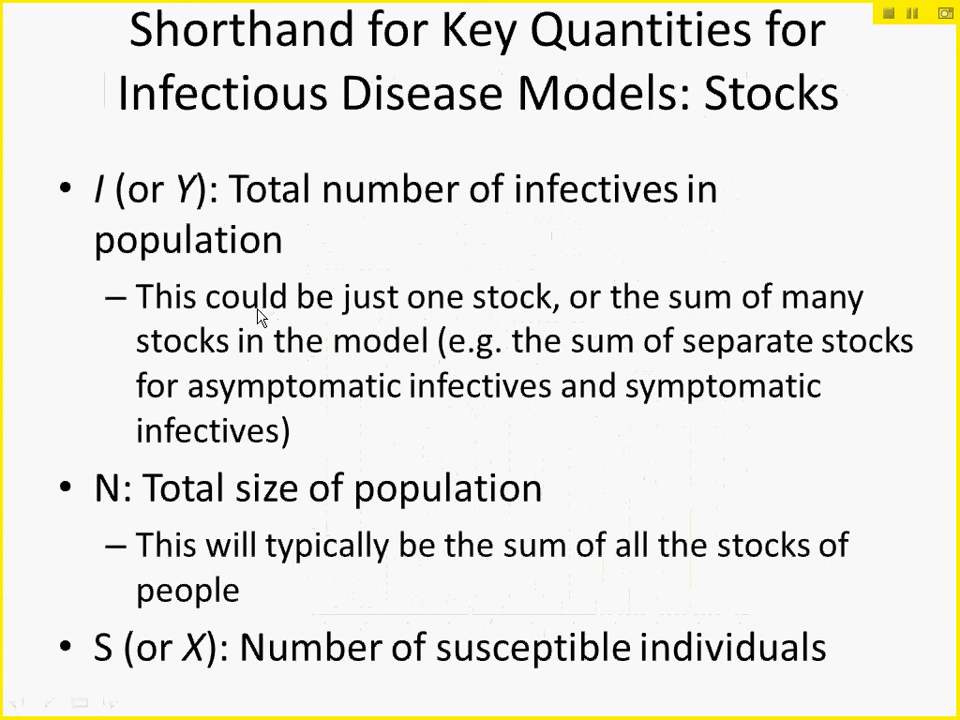 Shorthand for Key Quantities for
Infectious Disease Models: Stocks
• I (or Y): Total number of infectives in
population
– This could be just one stock, or the sum of many
stocks in the model (e.g. the sum of separate stocks
for asymptomatic infectives and symptomatic
infectives)
• N: Total size of population
– This will typically be the sum of all the stocks of
people
• S (or X): Number of susceptible individuals